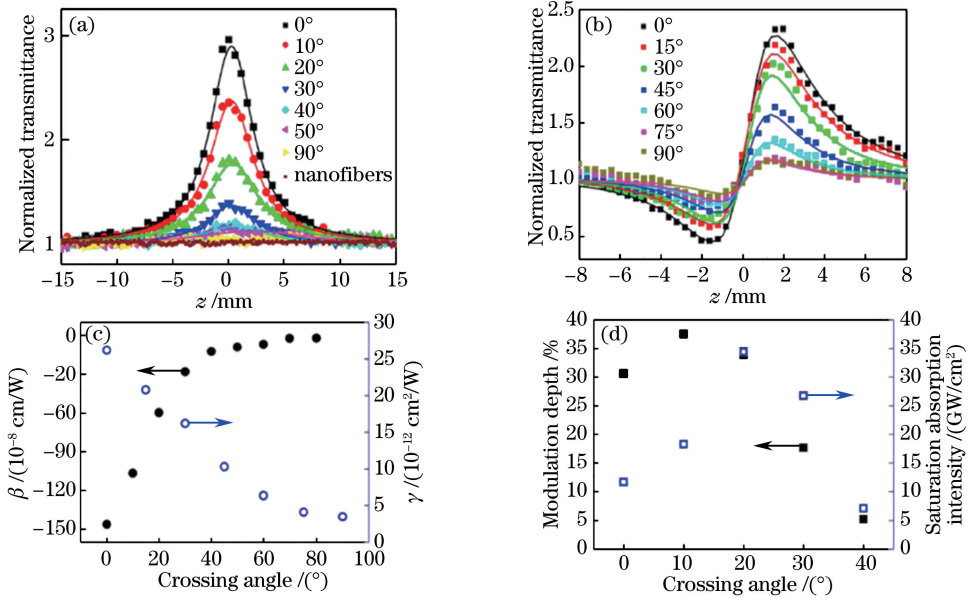 (a)
Normalized transmittance
3
2
1
0°
10°
20°
30°
40°
50°
90°
nanofibers
−15 −10 −5 0 5 10 15
z /mm
(b)
Normalized transmittance
2.5
2.0
1.5
1.0
0.5
0°
15°
30°
45°
60°
75°
90°
−8 −6 −4 −2 0 2 4 6 8
z /mm
(c)
β /(10⁻⁸ cm/W)
0
−20
−60
−90
−120
−150
30
25
20
15
10
5
0
γ /(10⁻¹² cm²/W)
0 20 40 60 80 100
Crossing angle /(°)
(d)
Modulation depth /%
40
35
30
25
20
15
10
5
0
40
35
30
25
20
15
10
5
0
Saturation absorption
intensity /(GW/cm²)
0 10 20 30 40
Crossing angle /(°)